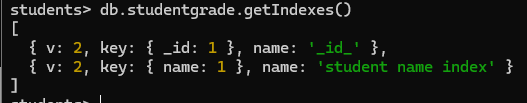 students> db.studentgrade.getIndexes()
[
  { v: 2, key: { _id: 1 }, name: '_id_' },
  { v: 2, key: { name: 1 }, name: 'student name index' }
]
students>